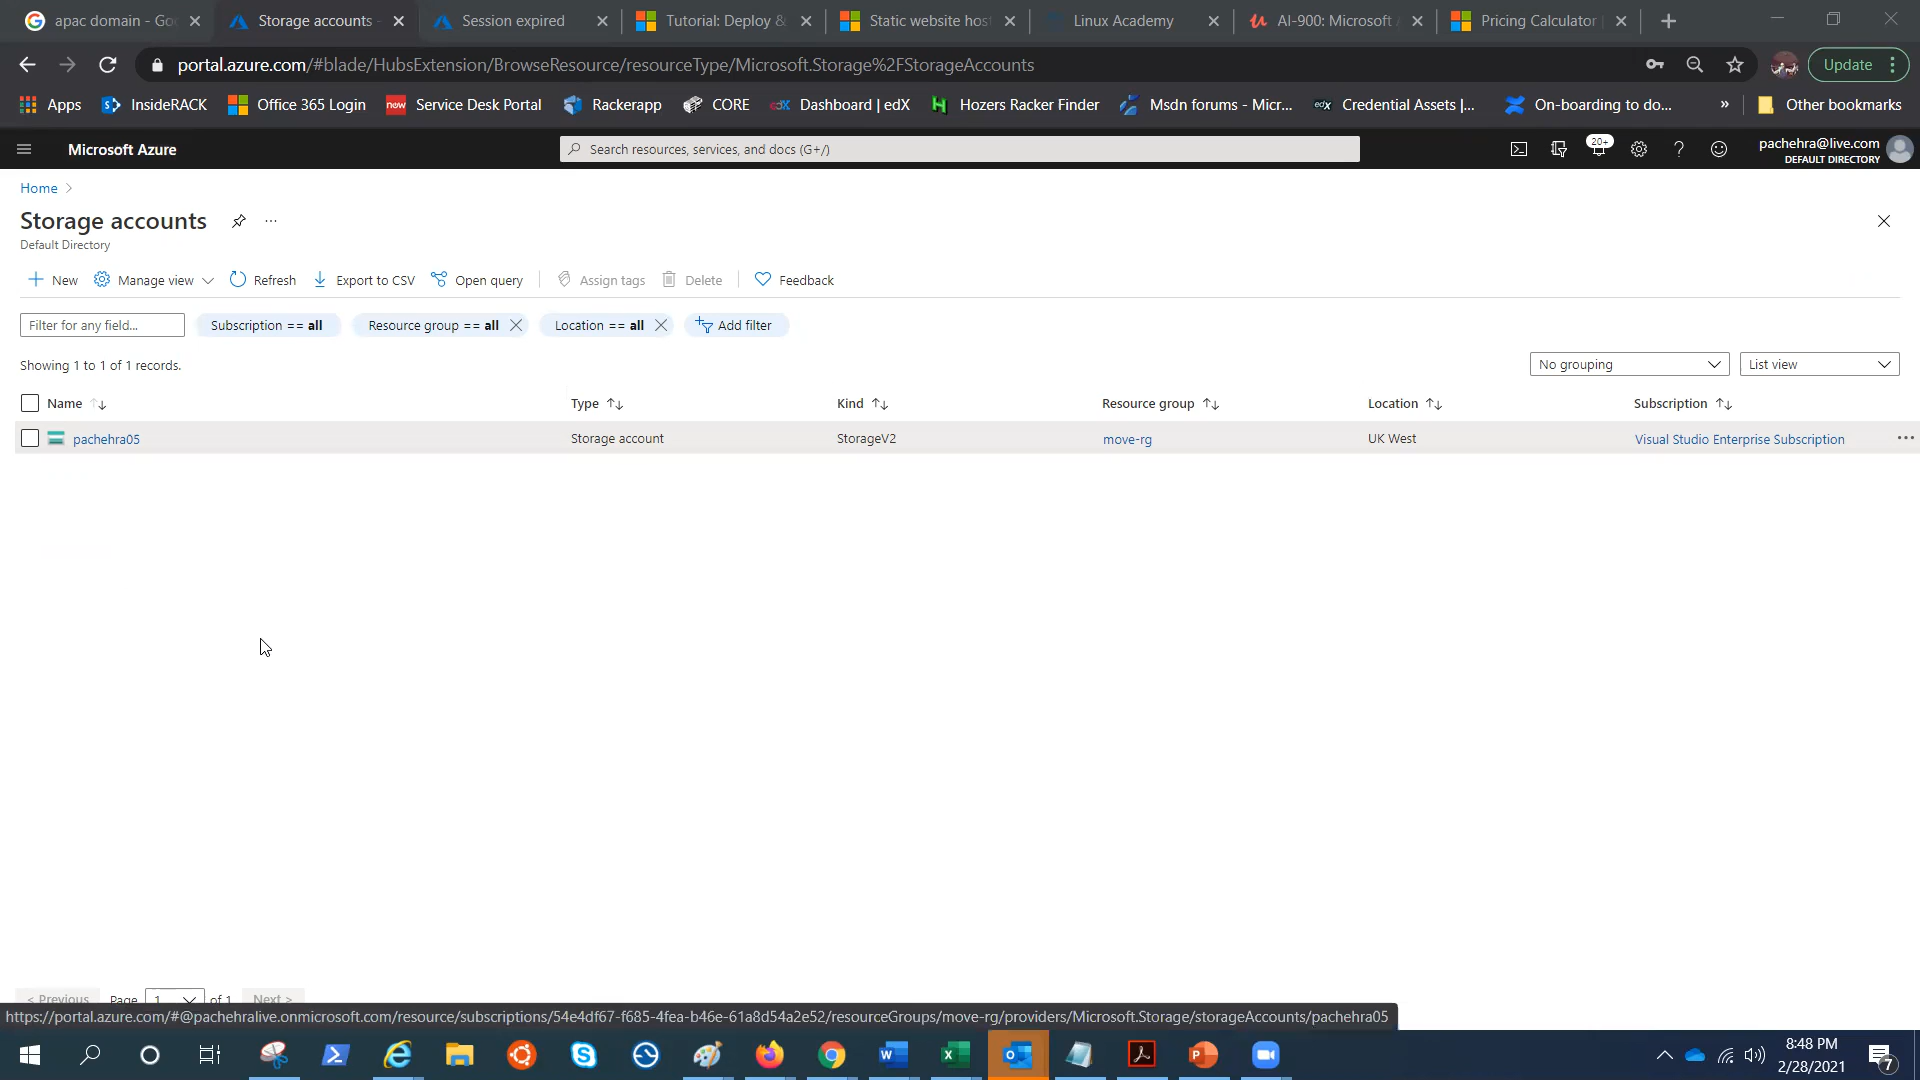 apac domain - Go
Storage accounts -
Session expired
Tutorial: Deploy &
Static website hos
Linux Academy
AI-900: Microsoft
Pricing Calculator
portal.azure.com/#blade/HubsExtension/BrowseResource/resourceType/Microsoft.Storage%2FStorageAccounts
Update
Apps
InsideRACK
Office 365 Login
now
Service Desk Portal
Rackerapp
CORE
edX
Dashboard | edX
Hozers Racker Finder
Msdn forums - Micr...
edx
Credential Assets |...
On-boarding to do...
»
Other bookmarks
Microsoft Azure
Search resources, services, and docs (G+/)
20+
pachehra@live.com
DEFAULT DIRECTORY
Home >
Storage accounts
Default Directory
New
Manage view
Refresh
Export to CSV
Open query
Assign tags
Delete
Feedback
Filter for any field...
Subscription == all
Resource group == all
Location == all
Add filter
Showing 1 to 1 of 1 records.
No grouping
List view
Name
Type
Kind
Resource group
Location
Subscription
pachehra05
Storage account
StorageV2
move-rg
UK West
Visual Studio Enterprise Subscription
< Previous
Page
1
of 1
Next >
https://portal.azure.com/#@pachehralive.onmicrosoft.com/resource/subscriptions/54e4df67-f685-4fea-b46e-61a8d54a2e52/resourceGroups/move-rg/providers/Microsoft.Storage/storageAccounts/pachehra05
8:48 PM
2/28/2021
7